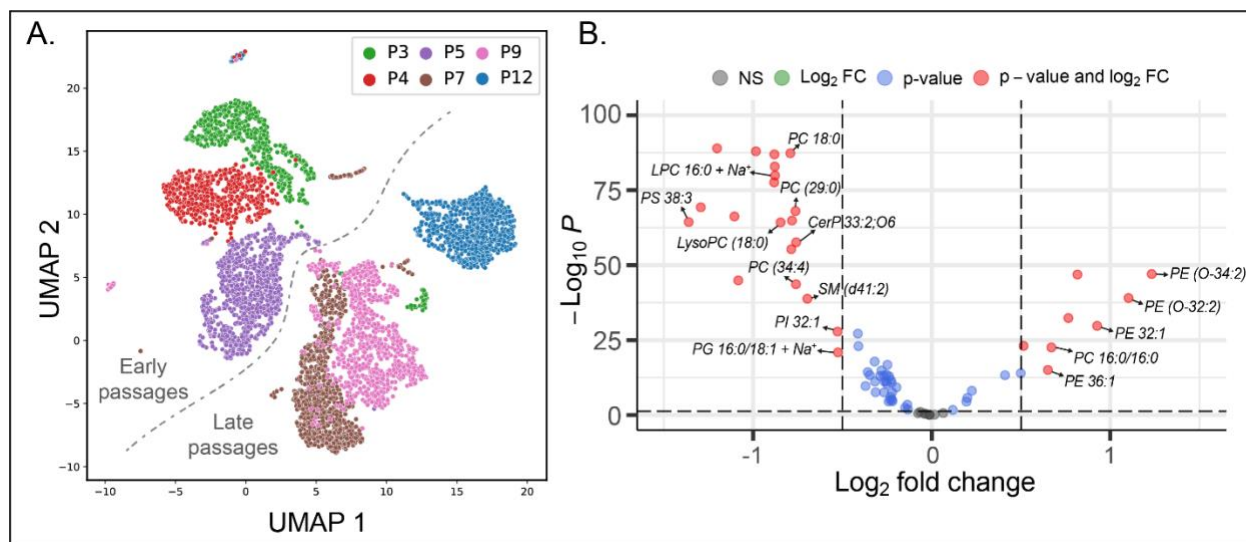 A.
P3 P5 P9
P4 P7 P12
20
15
10
5
0
−5
−10
UMAP 2
Early
passages
Late
passages
−10 −5 0 5 10 15 20
UMAP 1
B.
NS Log₂ FC p-value p – value and log₂ FC
100
75
50
25
0
−Log₁₀ P
PC 18:0
LPC 16:0 + Na⁺
PC (29:0)
PS 38:3
CerP 33:2;O6
LysoPC (18:0)
PC (34:4)
SM (d41:2)
PI 32:1
PG 16:0/18:1 + Na⁺
PE (O-34:2)
PE (O-32:2)
PE 32:1
PC 16:0/16:0
PE 36:1
-1 0 1
Log₂ fold change